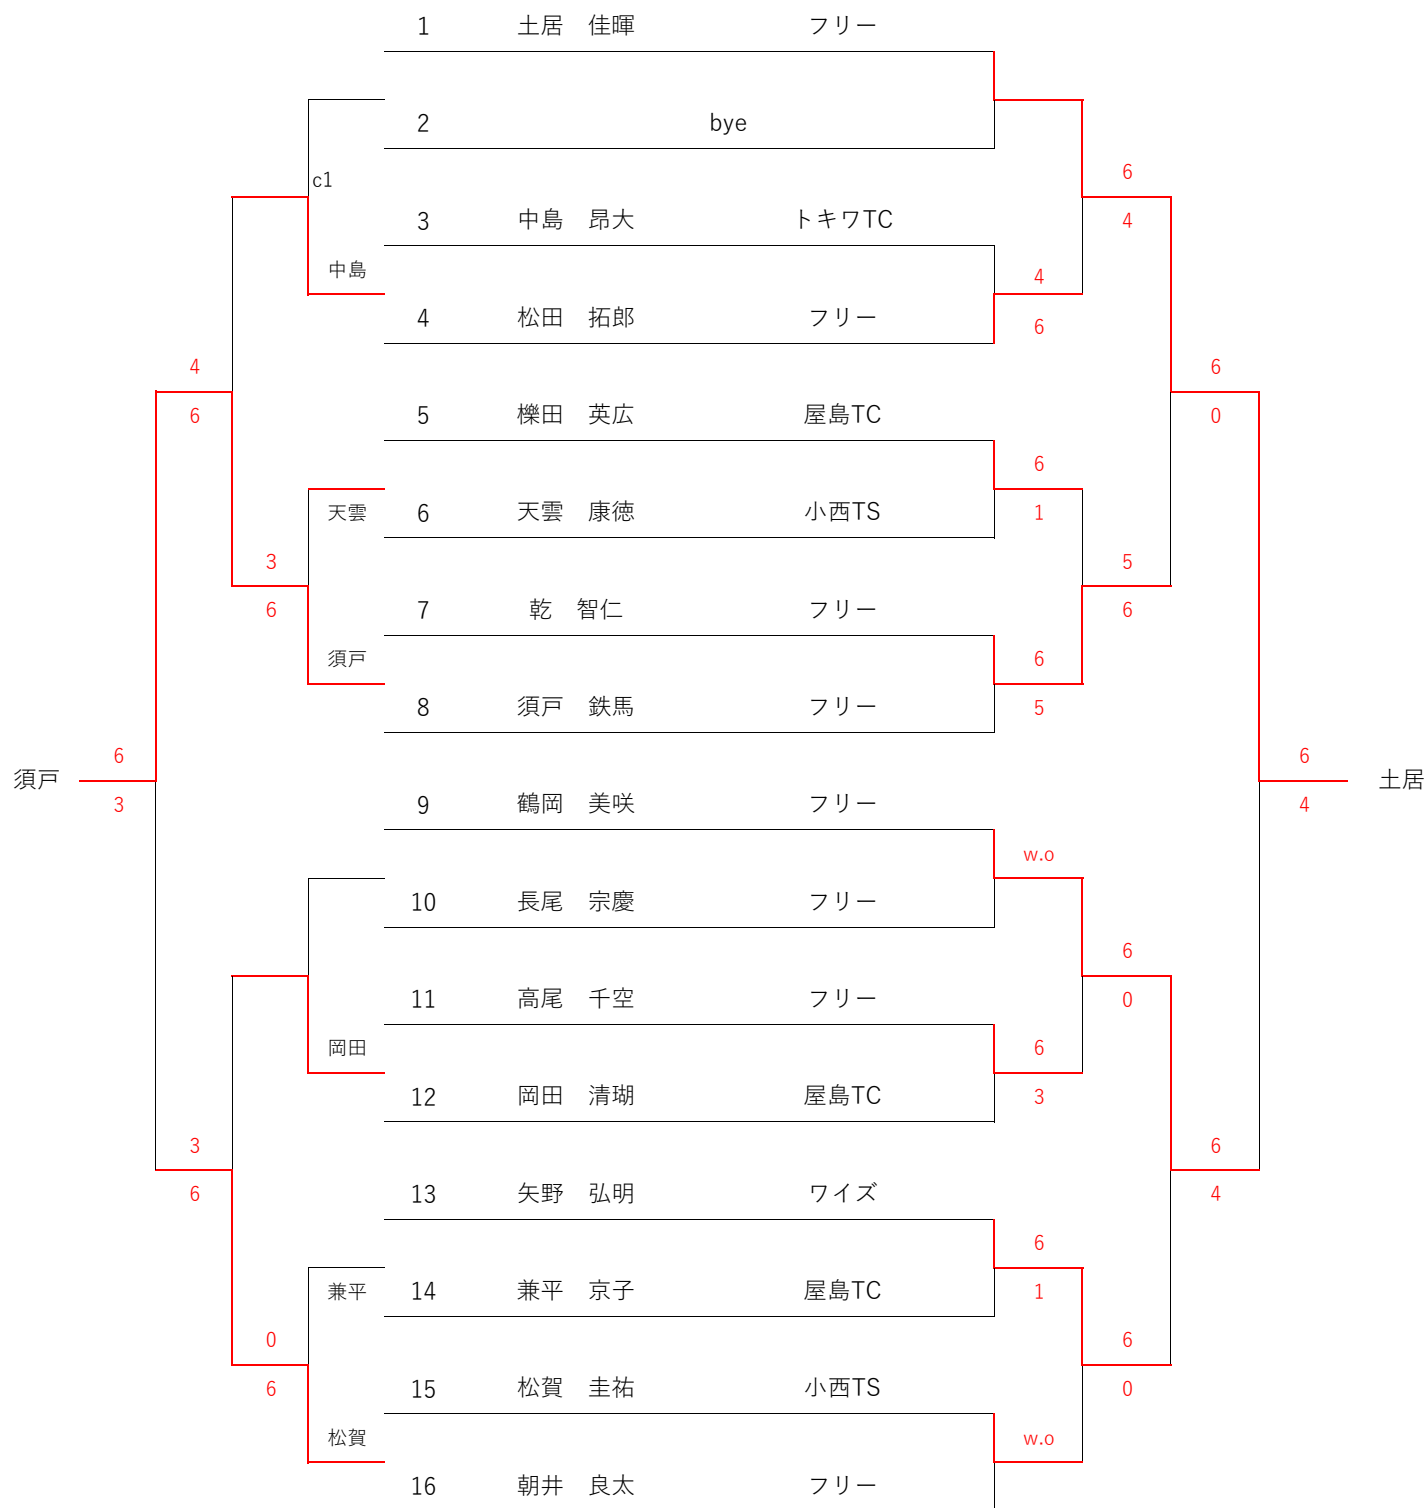 1 土居　佳暉 フリー
2 bye
6
c1
3 中島　昂大 トキワTC
4
中島
4
4 松田　拓郎 フリー
6
4
6
6
5 櫟田　英広 屋島TC
0
6
6
天雲
6 天雲　康徳 小西TS
1
3
5
6
7 乾　智仁 フリー
6
須戸
6
8 須戸　鉄馬 フリー
5
6
6
須戸
土居
3
9 鶴岡　美咲 フリー
4
w.o
10 長尾　宗慶 フリー
6
11 高尾　千空 フリー
0
岡田
6
12 岡田　清瑚 屋島TC
3
3
6
6
13 矢野　弘明 ワイズ
4
6
兼平
14 兼平　京子 屋島TC
1
0
6
6
15 松賀　圭祐 小西TS
0
松賀
w.o
16 朝井　良太 フリー